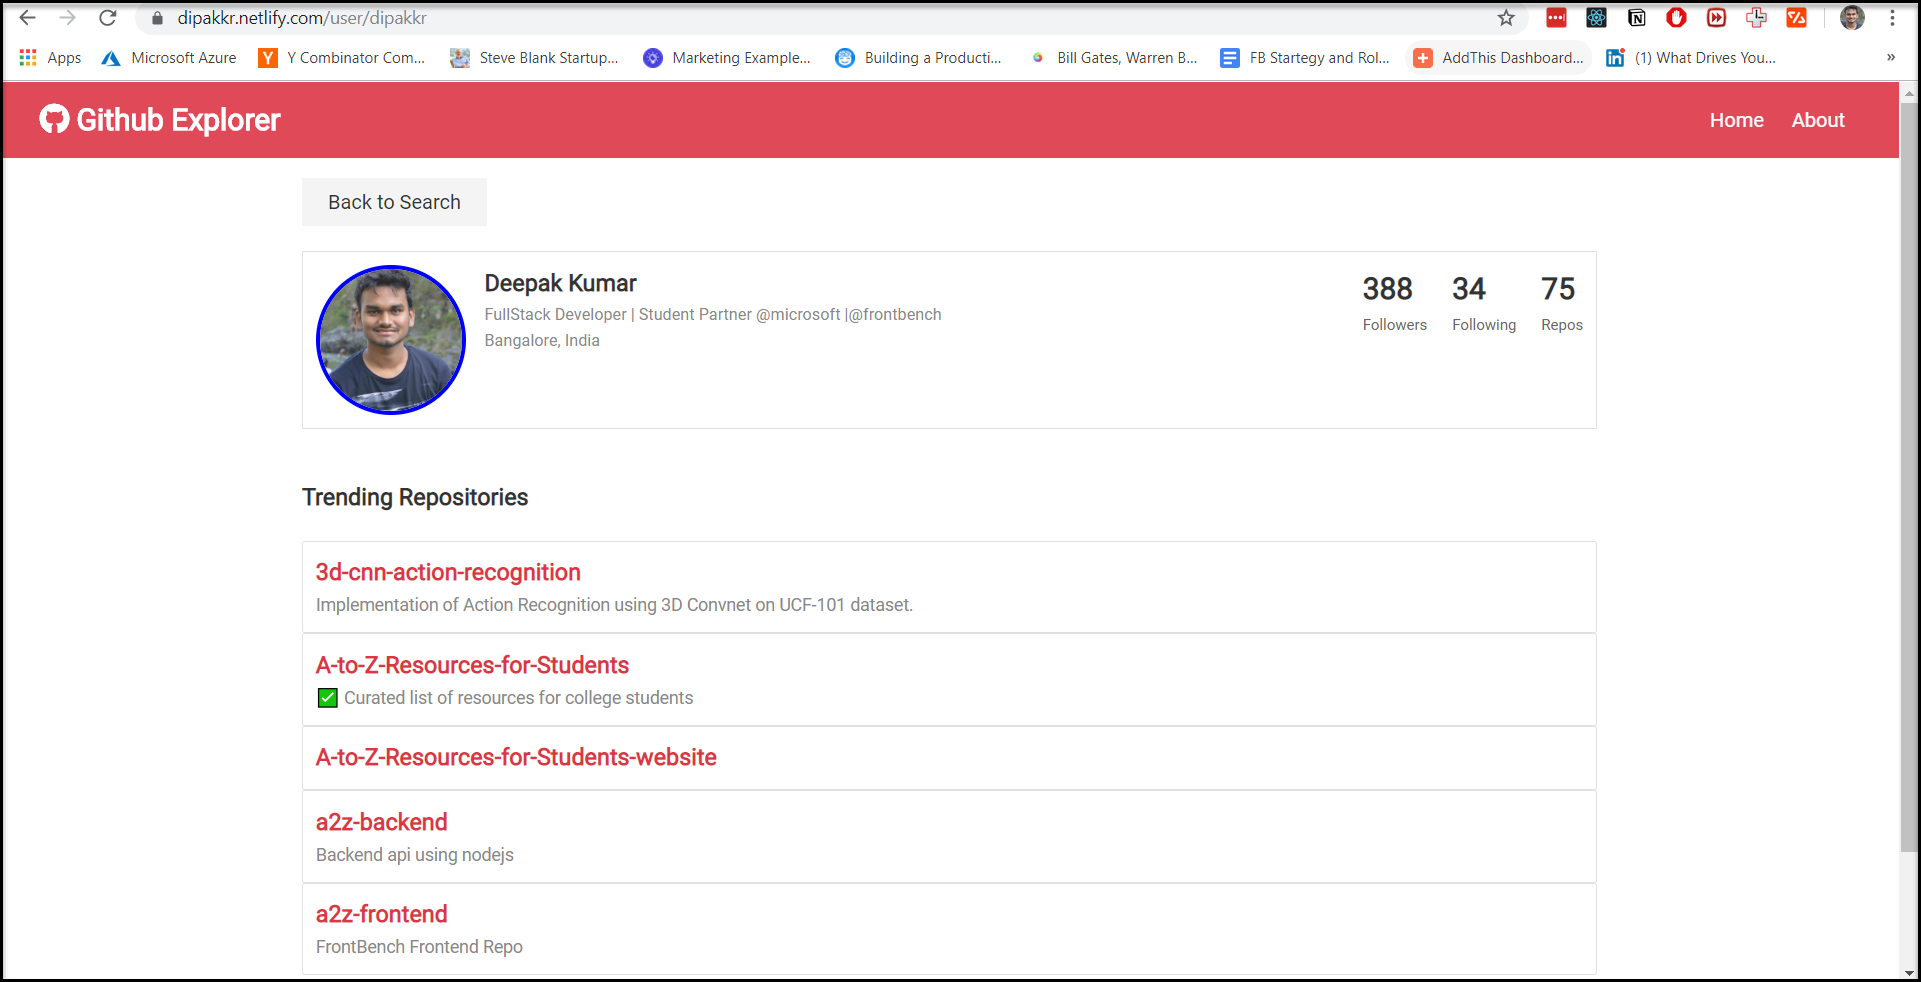 dipakkr.netlify.com/user/dipakkr
Apps Microsoft Azure Y Combinator Com... Steve Blank Startup... Marketing Example... Building a Producti... Bill Gates, Warren B... FB Startegy and Rol... AddThis Dashboard... (1) What Drives You... »
Github Explorer Home About
Back to Search
Deepak Kumar
FullStack Developer | Student Partner @microsoft |@frontbench
Bangalore, India
388 34 75
Followers Following Repos
Trending Repositories
3d-cnn-action-recognition
Implementation of Action Recognition using 3D Convnet on UCF-101 dataset.
A-to-Z-Resources-for-Students
✅ Curated list of resources for college students
A-to-Z-Resources-for-Students-website
a2z-backend
Backend api using nodejs
a2z-frontend
FrontBench Frontend Repo